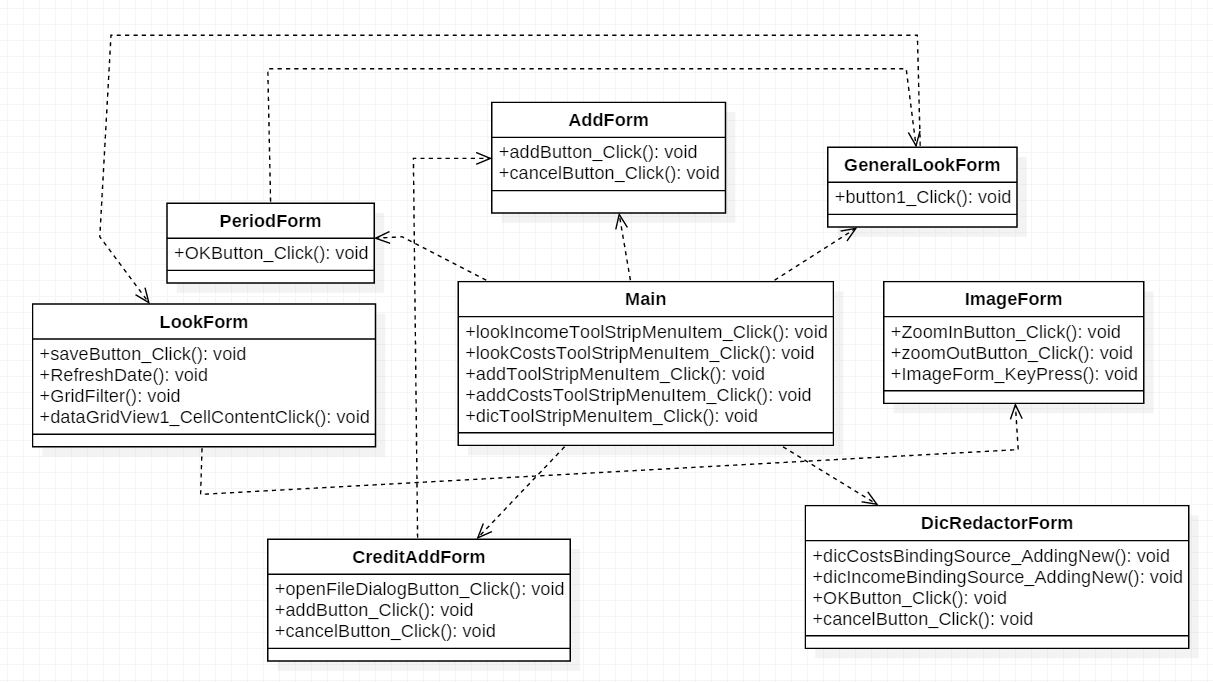 AddForm
+addButton_Click(): void
+cancelButton_Click(): void
GeneralLookForm
+button1_Click(): void
PeriodForm
+OKButton_Click(): void
LookForm
+saveButton_Click(): void
+RefreshDate(): void
+GridFilter(): void
+dataGridView1_CellContentClick(): void
Main
+lookIncomeToolStripMenuItem_Click(): void
+lookCostsToolStripMenuItem_Click(): void
+addToolStripMenuItem_Click(): void
+addCostsToolStripMenuItem_Click(): void
+dicToolStripMenuItem_Click(): void
ImageForm
+ZoomInButton_Click(): void
+zoomOutButton_Click(): void
+ImageForm_KeyPress(): void
CreditAddForm
+openFileDialogButton_Click(): void
+addButton_Click(): void
+cancelButton_Click(): void
DicRedactorForm
+dicCostsBindingSource_AddingNew(): void
+dicIncomeBindingSource_AddingNew(): void
+OKButton_Click(): void
+cancelButton_Click(): void